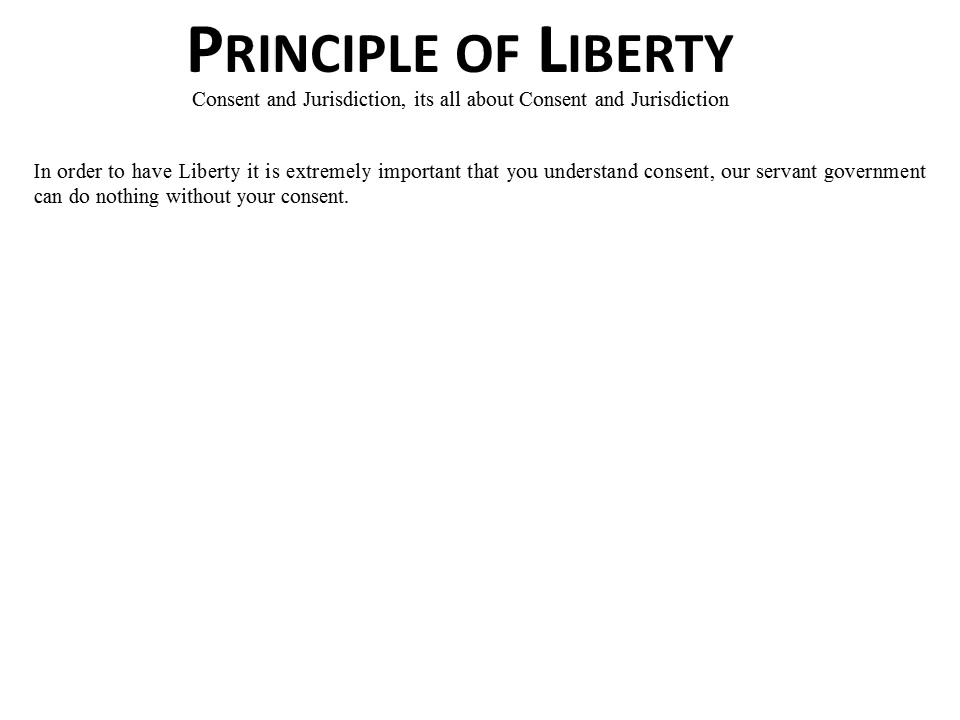 PRINCIPLE OF LIBERTY
Consent and Jurisdiction, its all about Consent and Jurisdiction
In order to have Liberty it is extremely important that you understand consent, our servant government
can do nothing without your consent.